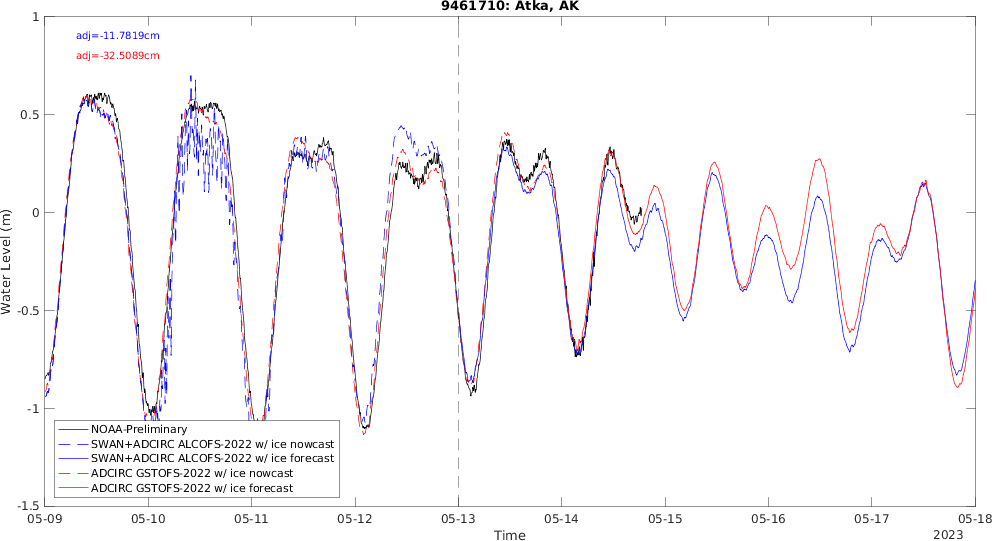 9461710: Atka, AK
adj=-11.7819cm
adj=-32.5089cm
1
0.5
0
-0.5
-1
-1.5
Water Level (m)
NOAA-Preliminary
SWAN+ADCIRC ALCOFS-2022 w/ ice nowcast
SWAN+ADCIRC ALCOFS-2022 w/ ice forecast
ADCIRC GSTOFS-2022 w/ ice nowcast
ADCIRC GSTOFS-2022 w/ ice forecast
05-09 05-10 05-11 05-12 05-13 05-14 05-15 05-16 05-17 05-18
Time
2023